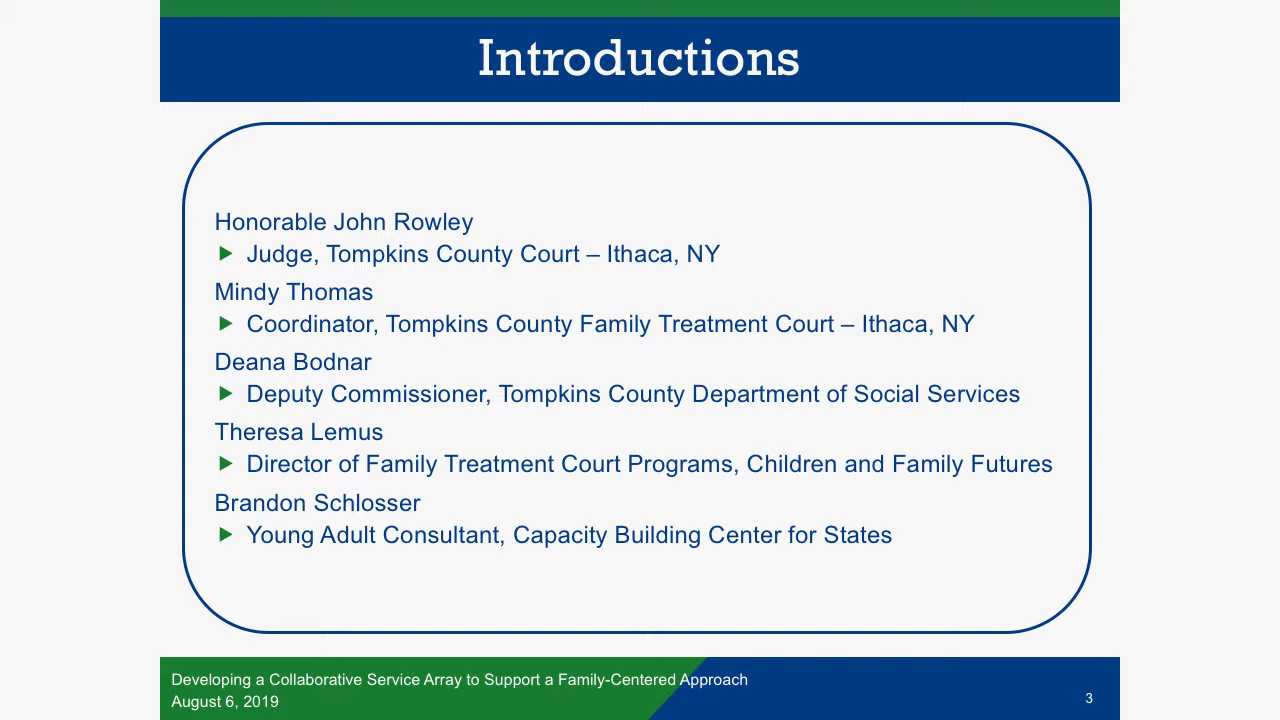 Introductions
Honorable John Rowley
Judge, Tompkins County Court – Ithaca, NY
Mindy Thomas
Coordinator, Tompkins County Family Treatment Court – Ithaca, NY
Deana Bodnar
Deputy Commissioner, Tompkins County Department of Social Services
Theresa Lemus
Director of Family Treatment Court Programs, Children and Family Futures
Brandon Schlosser
Young Adult Consultant, Capacity Building Center for States
Developing a Collaborative Service Array to Support a Family-Centered Approach
August 6, 2019
3